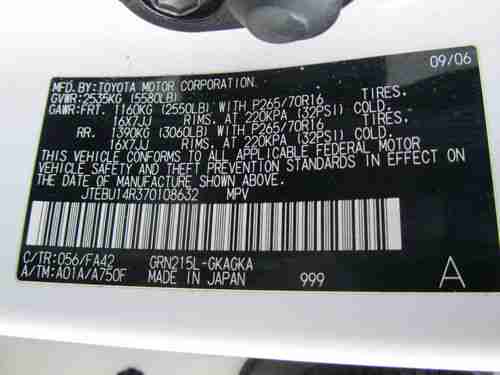 09/06
MFD.BY:TOYOTA MOTOR CORPORATION.
GVWR:2535KG (5580LB)
GAWR:FRT. 1160KG (2550LB) WITH P265/70R16 TIRES.
16X7JJ RIMS, AT 220KPA (32PSI) COLD.
RR. 1390KG (3060LB) WITH P265/70R16 TIRES.
16X7JJ RIMS, AT 220KPA (32PSI) COLD.
THIS VEHICLE CONFORMS TO ALL APPLICABLE FEDERAL MOTOR
VEHICLE SAFETY AND THEFT PREVENTION STANDARDS IN EFFECT
ON THE DATE OF MANUFACTURE SHOWN ABOVE.
JTEBU14R370108632 MPV
C/TR:056/FA42 GRN215L-GKAGKA
A/TM:A01A/A750F MADE IN JAPAN 999 A